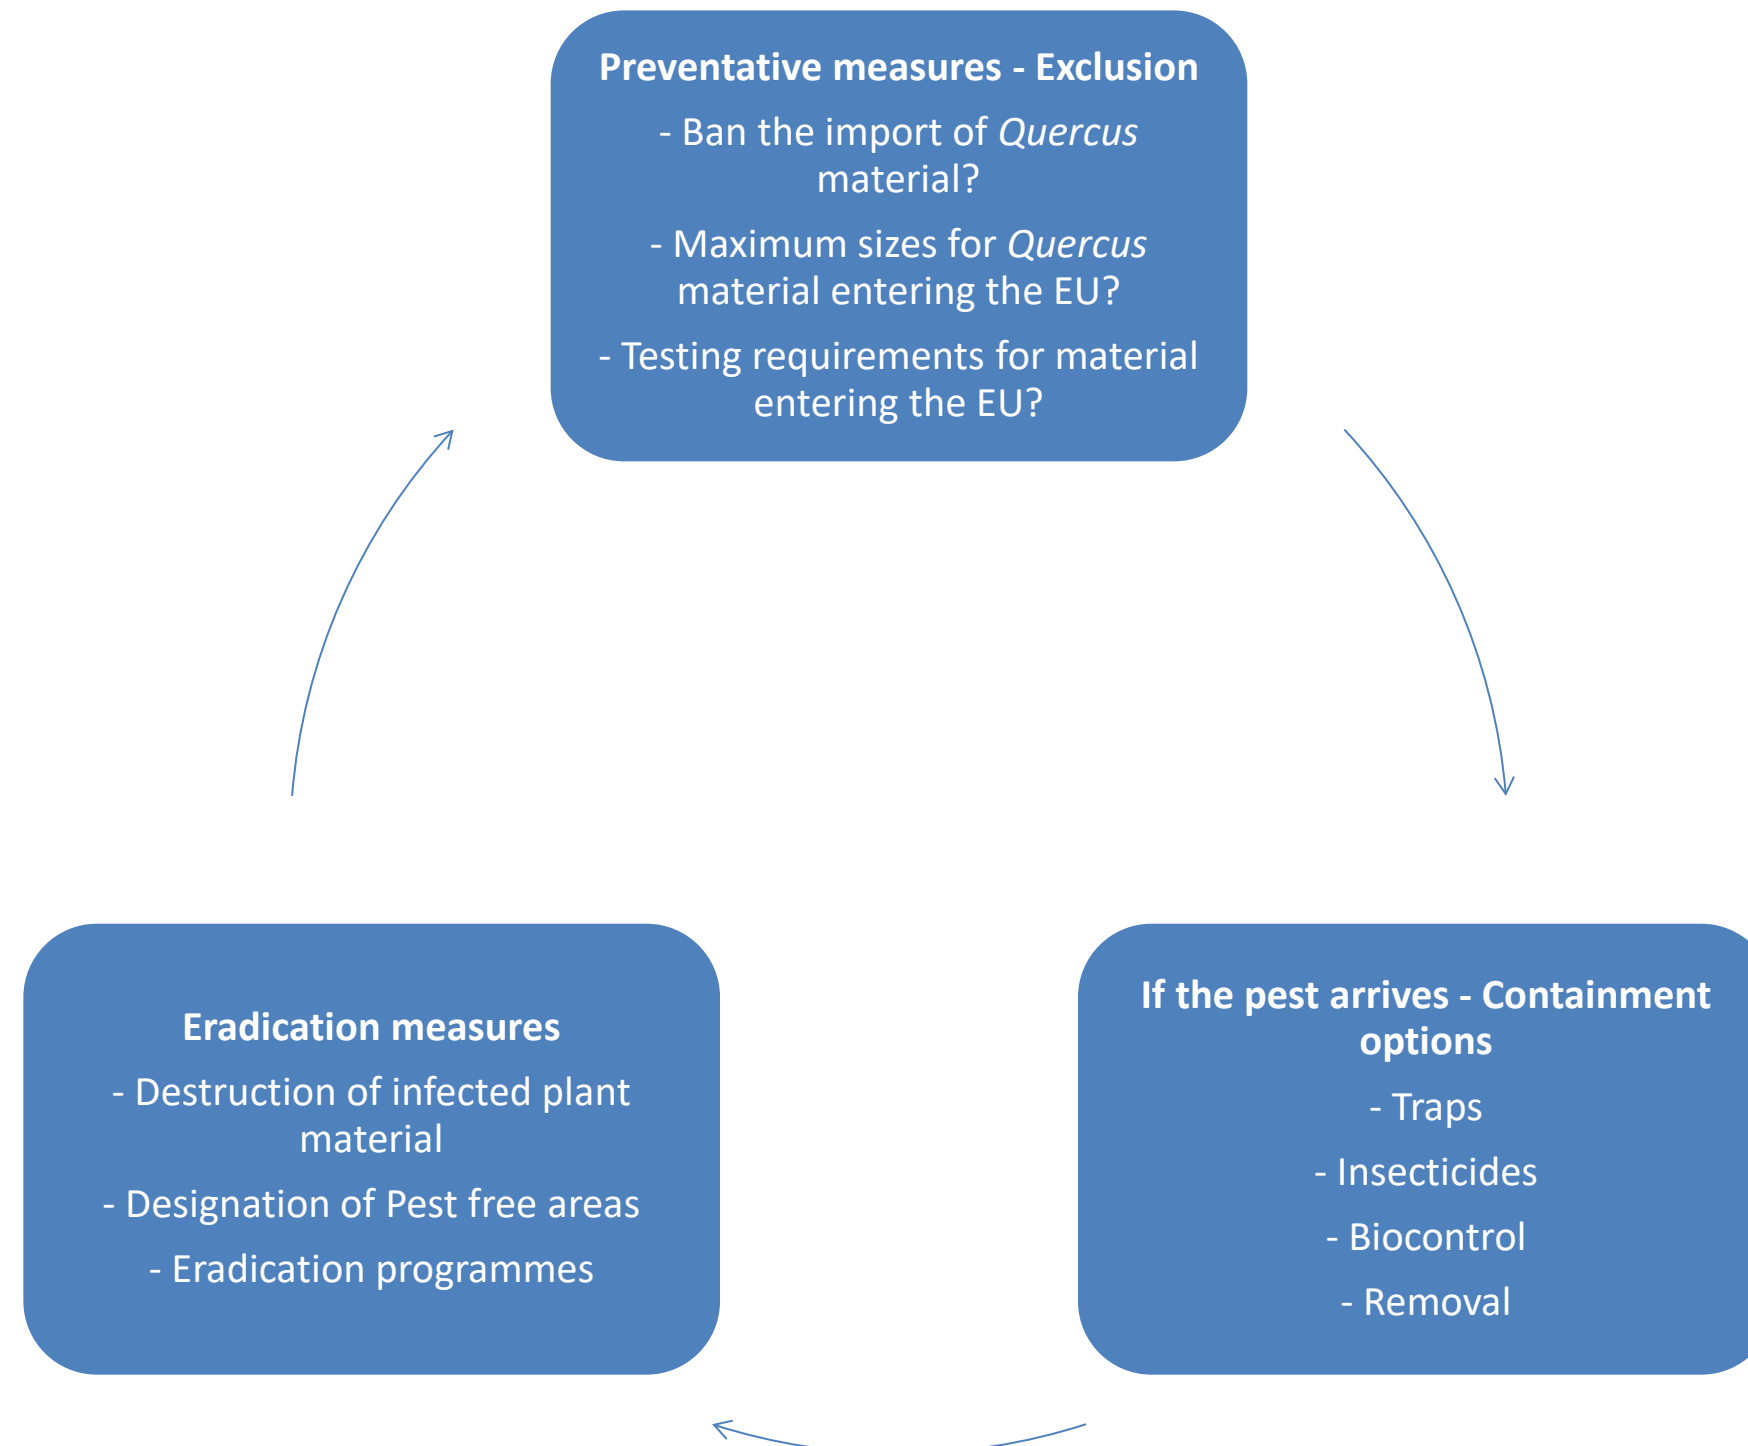 Preventative measures - Exclusion
- Ban the import of Quercus
material?
- Maximum sizes for Quercus
material entering the EU?
- Testing requirements for material
entering the EU?
If the pest arrives - Containment
options
- Traps
- Insecticides
- Biocontrol
- Removal
Eradication measures
- Destruction of infected plant
material
- Designation of Pest free areas
- Eradication programmes